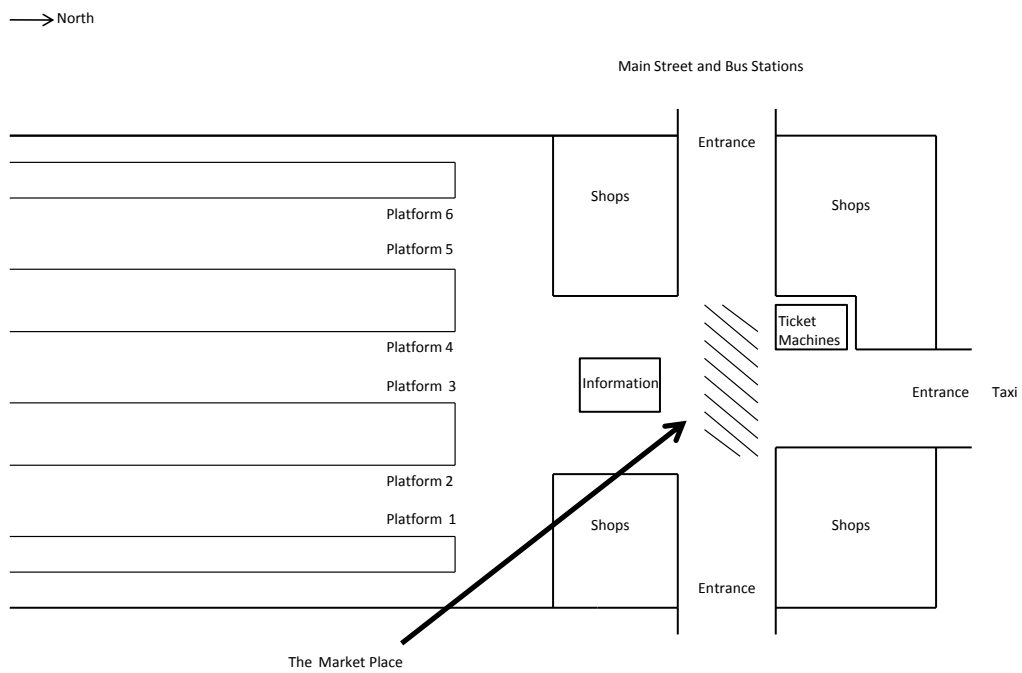 North
Main Street and Bus Stations
Entrance
Shops
Shops
Platform 6
Platform 5
Ticket
Machines
Platform 4
Platform 3
Information
Entrance
Taxi
Platform 2
Platform 1
Shops
Shops
Entrance
The Market Place